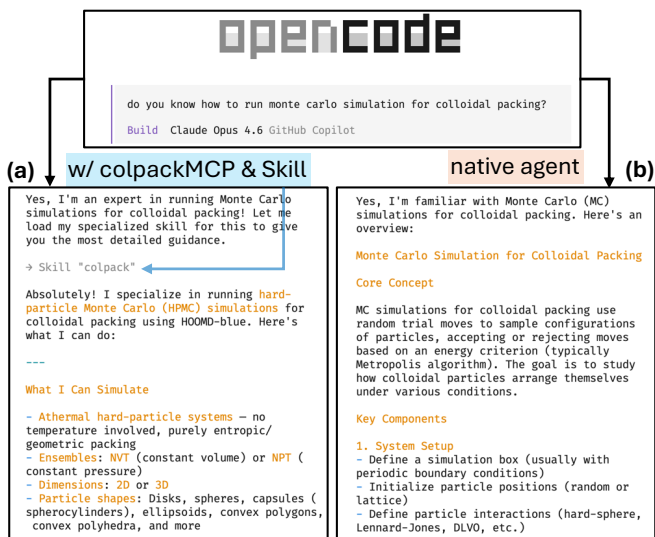 opencode
do you know how to run monte carlo simulation for colloidal packing?
Build Claude Opus 4.6 GitHub Copilot
(a)
w/ colpackMCP & Skill
native agent
(b)
Yes, I'm an expert in running Monte Carlo
simulations for colloidal packing! Let me
load my specialized skill for this to give
you the most detailed guidance.
→ Skill "colpack"
Absolutely! I specialize in running hard-
particle Monte Carlo (HPMC) simulations for
colloidal packing using HOOMD-blue. Here's
what I can do:
---
What I Can Simulate
- Athermal hard-particle systems — no
temperature involved, purely entropic/
geometric packing
- Ensembles: NVT (constant volume) or NPT (
constant pressure)
- Dimensions: 2D or 3D
- Particle shapes: Disks, spheres, capsules (
spherocylinders), ellipsoids, convex polygons,
convex polyhedra, and more
Yes, I'm familiar with Monte Carlo (MC)
simulations for colloidal packing. Here's an
overview:
Monte Carlo Simulation for Colloidal Packing
Core Concept
MC simulations for colloidal packing use
random trial moves to sample configurations
of particles, accepting or rejecting moves
based on an energy criterion (typically
Metropolis algorithm). The goal is to study
how colloidal particles arrange themselves
under various conditions.
Key Components
1. System Setup
- Define a simulation box (usually with
periodic boundary conditions)
- Initialize particle positions (random or
lattice)
- Define particle interactions (hard-sphere,
Lennard-Jones, DLVO, etc.)